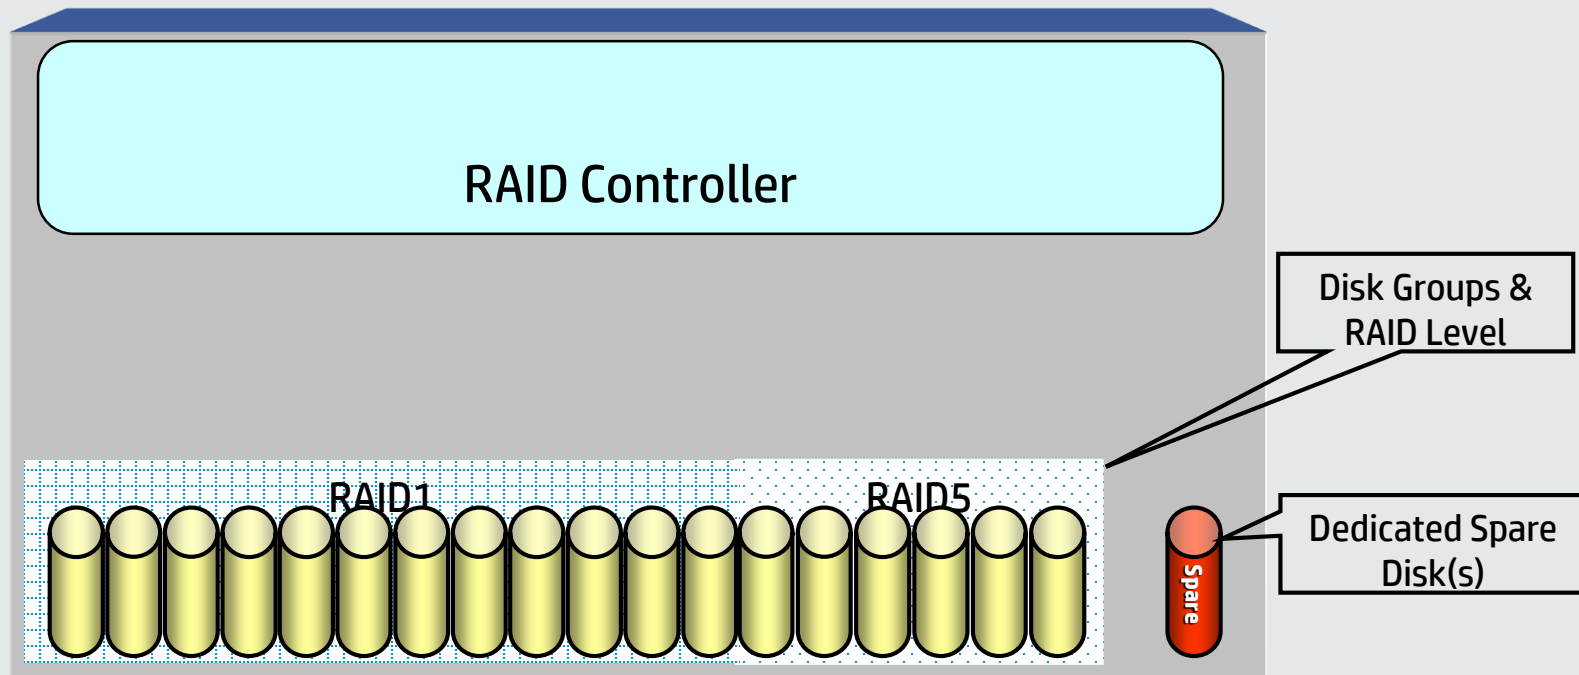 RAID Controller
Disk Groups &
RAID Level
RAID1
RAID5
Dedicated Spare
Disk(s)
Spare